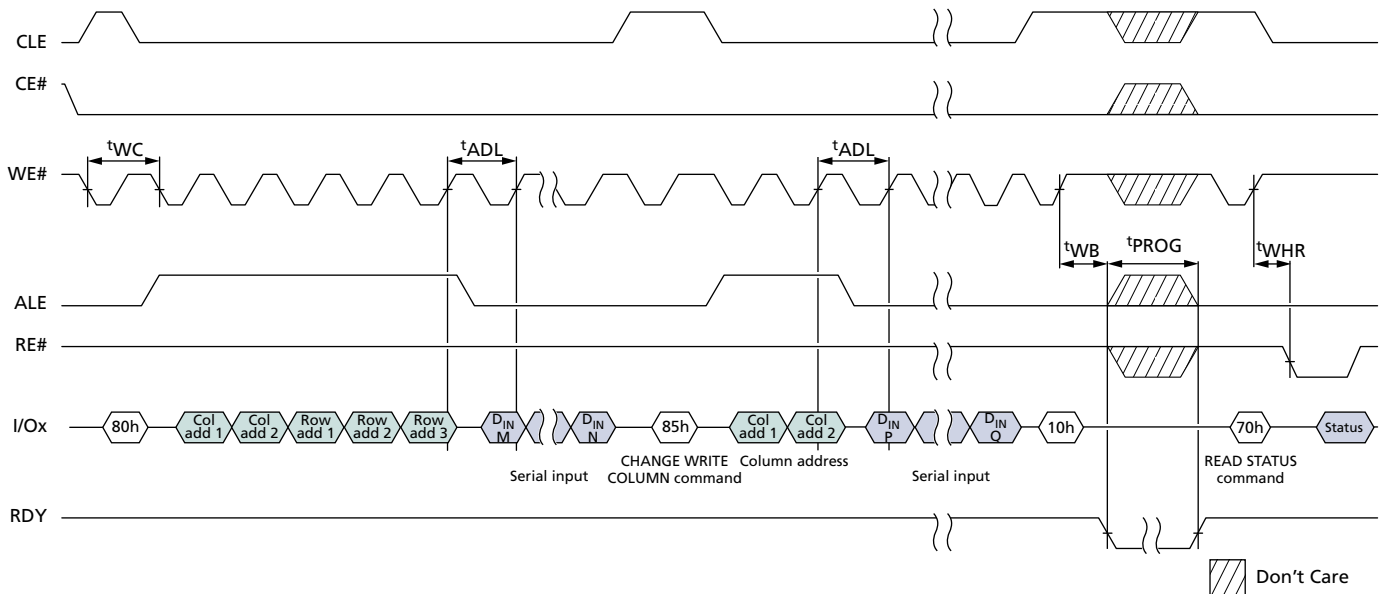 CLE
CE#
tWC
tADL
tADL
WE#
tWB
tPROG
tWHR
ALE
RE#
I/Ox
80h
Col add 1
Col add 2
Row add 1
Row add 2
Row add 3
DIN M
DIN N
85h
Col add 1
Col add 2
DIN P
DIN Q
10h
70h
Status
Serial input
CHANGE WRITE
COLUMN command
Column address
Serial input
READ STATUS
command
RDY
Don't Care